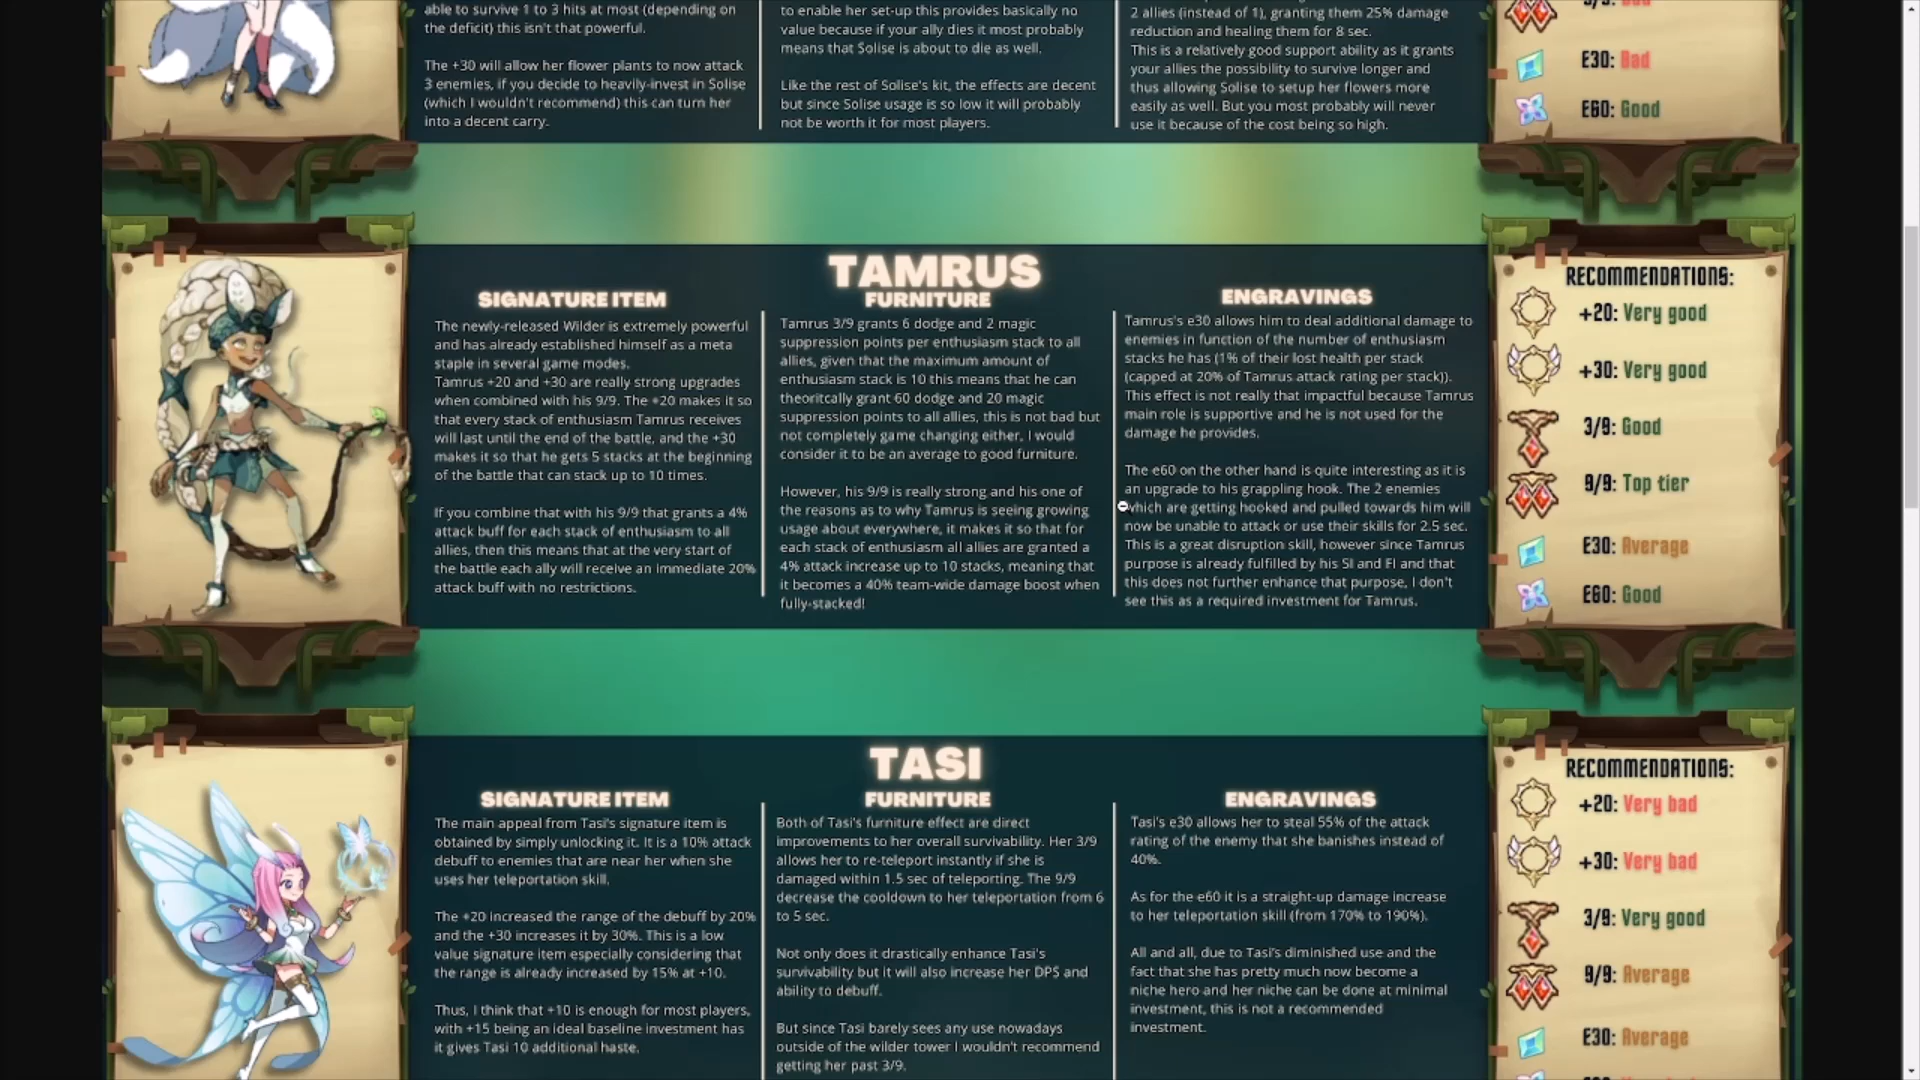 able to survive 1 to 3 hits at most (depending on
the deficit) this isn't that powerful.
The +30 will allow her flower plants to now attack
3 enemies, if you decide to heavily-invest in Solise
(which I wouldn't recommend) this can turn her
into a decent carry.
to enable her set-up this provides basically no
value because if your ally dies it most probably
means that Solise is about to die as well.
Like the rest of Solise's kit, the effects are decent
but since Solise usage is so low it will probably
not be worth it for most players.
2 allies (instead of 1), granting them 25% damage
reduction and healing them for 8 sec.
This is a relatively good support ability as it grants
your allies the possibility to survive longer and
thus allowing Solise to setup her flowers more
easily as well. But you most probably will never
use it because of the cost being so high.
E30: Bad
E60: Good
TAMRUS
SIGNATURE ITEM
The newly-released Wilder is extremely powerful
and has already established himself as a meta
staple in several game modes.
Tamrus +20 and +30 are really strong upgrades
when combined with his 9/9. The +20 makes it so
that every stack of enthusiasm Tamrus receives
will last until the end of the battle, and the +30
makes it so that he gets 5 stacks at the beginning
of the battle that can stack up to 10 times.
If you combine that with his 9/9 that grants a 4%
attack buff for each stack of enthusiasm to all
allies, then this means that at the very start of
the battle each ally will receive an immediate 20%
attack buff with no restrictions.
FURNITURE
Tamrus 3/9 grants 6 dodge and 2 magic
suppression points per enthusiasm stack to all
allies, given that the maximum amount of
enthusiasm stack is 10 this means that he can
theoritcally grant 60 dodge and 20 magic
suppression points to all allies, this is not bad but
not completely game changing either, I would
consider it to be an average to good furniture.
However, his 9/9 is really strong and his one of
the reasons as to why Tamrus is seeing growing
usage about everywhere, it makes it so that for
each stack of enthusiasm all allies are granted a
4% attack increase up to 10 stacks, meaning that
it becomes a 40% team-wide damage boost when
fully-stacked!
ENGRAVINGS
Tamrus's e30 allows him to deal additional damage to
enemies in function of the number of enthusiasm
stacks he has (1% of their lost health per stack
(capped at 20% of Tamrus attack rating per stack)).
This effect is not really that impactful because Tamrus
main role is supportive and he is not used for the
damage he provides.
The e60 on the other hand is quite interesting as it is
an upgrade to his grappling hook. The 2 enemies
which are getting hooked and pulled towards him will
now be unable to attack or use their skills for 2.5 sec.
This is a great disruption skill, however since Tamrus
purpose is already fulfilled by his SI and FI and that
this does not further enhance that purpose, I don't
see this as a required investment for Tamrus.
RECOMMENDATIONS:
+20: Very good
+30: Very good
3/9: Good
9/9: Top tier
E30: Average
E60: Good
TASI
SIGNATURE ITEM
The main appeal from Tasi's signature item is
obtained by simply unlocking it. It is a 10% attack
debuff to enemies that are near her when she
uses her teleportation skill.
The +20 increased the range of the debuff by 20%
and the +30 increases it by 30%. This is a low
value signature item especially considering that
the range is already increased by 15% at +10.
Thus, I think that +10 is enough for most players,
with +15 being an ideal baseline investment has
it gives Tasi 10 additional haste.
FURNITURE
Both of Tasi's furniture effect are direct
improvements to her overall survivability. Her 3/9
allows her to re-teleport instantly if she is
damaged within 1.5 sec of teleporting. The 9/9
decrease the cooldown to her teleportation from 6
to 5 sec.
Not only does it drastically enhance Tasi's
survivability but it will also increase her DPS and
ability to debuff.
But since Tasi barely sees any use nowadays
outside of the wilder tower I wouldn't recommend
getting her past 3/9.
ENGRAVINGS
Tasi's e30 allows her to steal 55% of the attack
rating of the enemy that she banishes instead of
40%.
As for the e60 it is a straight-up damage increase
to her teleportation skill (from 170% to 190%).
All and all, due to Tasi's diminished use and the
fact that she has pretty much now become a
niche hero and her niche can be done at minimal
investment, this is not a recommended
investment.
RECOMMENDATIONS:
+20: Very bad
+30: Very bad
3/9: Very good
9/9: Average
E30: Average